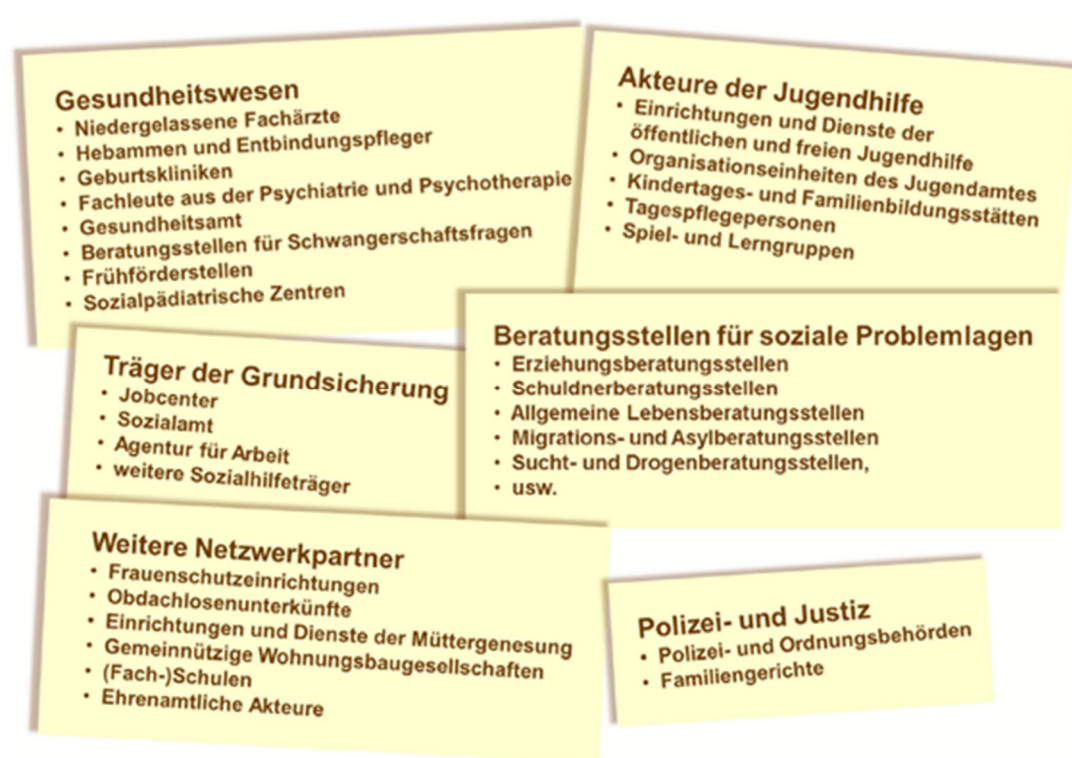 Gesundheitswesen
• Niedergelassene Fachärzte
• Hebammen und Entbindungspfleger
• Geburtskliniken
• Fachleute aus der Psychiatrie und Psychotherapie
• Gesundheitsamt
• Beratungsstellen für Schwangerschaftsfragen
• Frühförderstellen
• Sozialpädiatrische Zentren
Akteure der Jugendhilfe
• Einrichtungen und Dienste der
öffentlichen und freien Jugendhilfe
• Organisationseinheiten des Jugendamtes
• Kindertages- und Familienbildungsstätten
• Tagespflegepersonen
• Spiel- und Lerngruppen
Träger der Grundsicherung
• Jobcenter
• Sozialamt
• Agentur für Arbeit
• weitere Sozialhilfeträger
Beratungsstellen für soziale Problemlagen
• Erziehungsberatungsstellen
• Schuldnerberatungsstellen
• Allgemeine Lebensberatungsstellen
• Migrations- und Asylberatungsstellen
• Sucht- und Drogenberatungsstellen,
• usw.
Weitere Netzwerkpartner
• Frauenschutzeinrichtungen
• Obdachlosenunterkünfte
• Einrichtungen und Dienste der Müttergenesung
• Gemeinnützige Wohnungsbaugesellschaften
• (Fach-)Schulen
• Ehrenamtliche Akteure
Polizei- und Justiz
• Polizei- und Ordnungsbehörden
• Familiengerichte